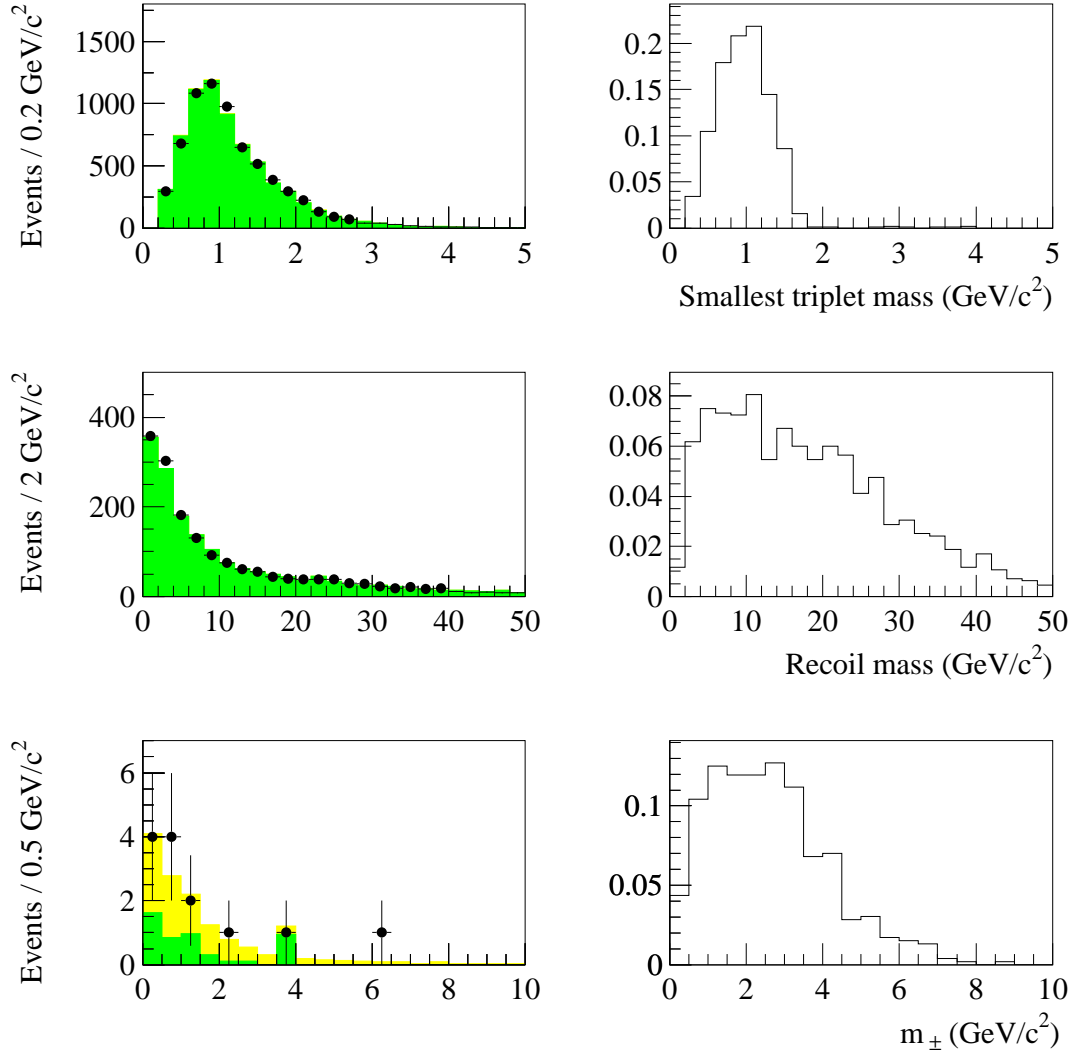 Events / 0.2 GeV/c²
1500
1000
500
0
0 1 2 3 4 5
0.2
0.15
0.1
0.05
0
0 1 2 3 4 5
Smallest triplet mass (GeV/c²)
Events / 2 GeV/c²
400
200
0
0 10 20 30 40 50
0.08
0.06
0.04
0.02
0
0 10 20 30 40 50
Recoil mass (GeV/c²)
Events / 0.5 GeV/c²
6
4
2
0
0 2 4 6 8 10
0.1
0.05
0
0 2 4 6 8 10
m ± (GeV/c²)